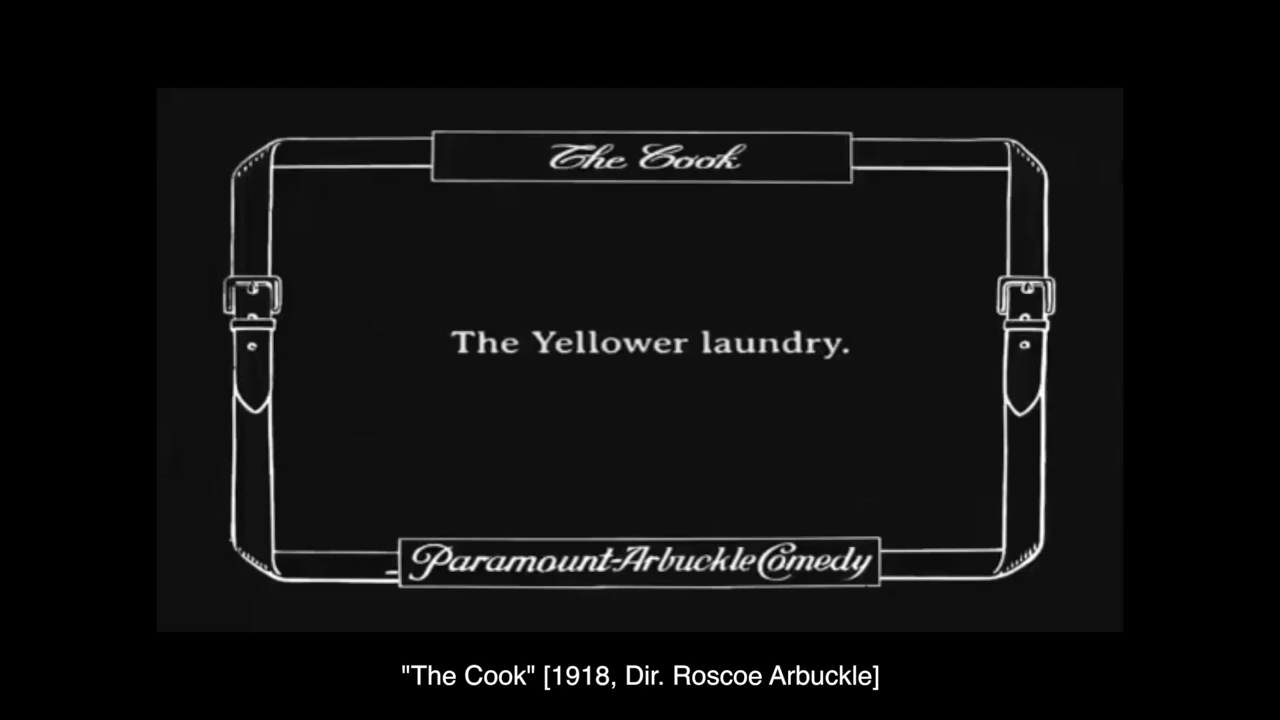 The Cook
The Yellower laundry.
Paramount-Arbuckle Comedy
"The Cook" [1918, Dir. Roscoe Arbuckle]